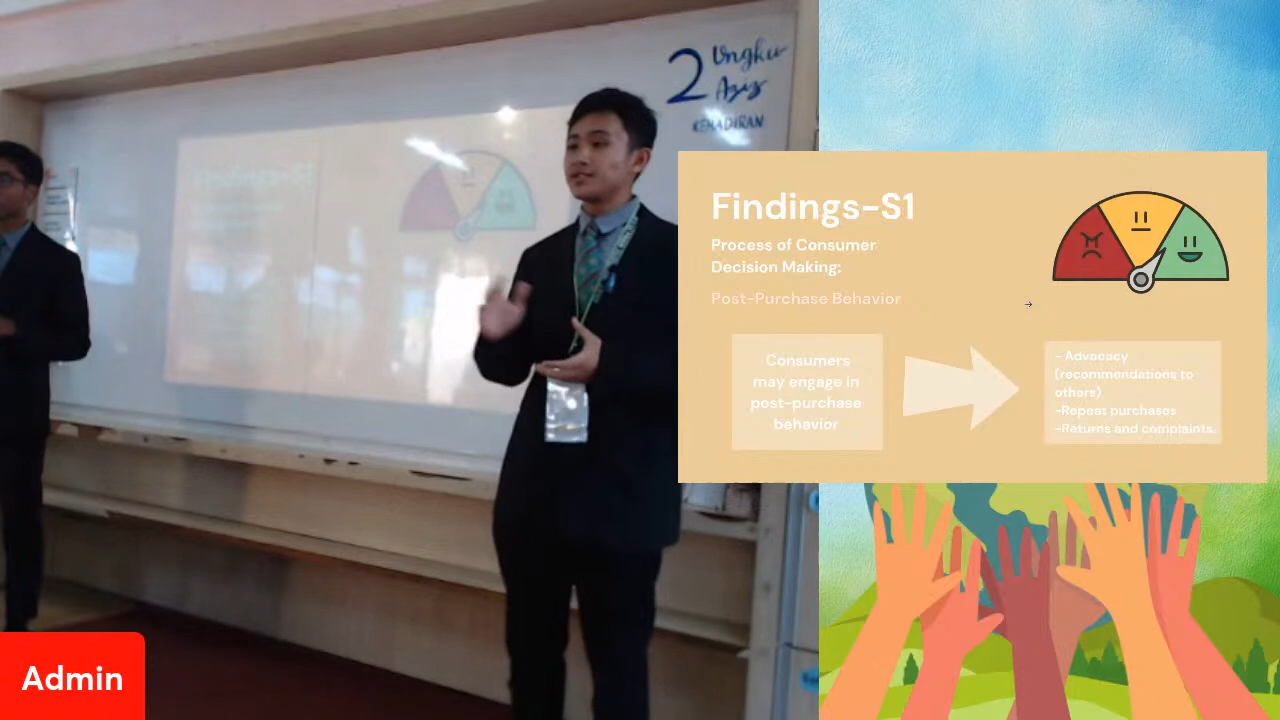 2 Ungku
Aziz
KEHADIRAN
Findings-S1
Process of Consumer
Decision Making:
Post-Purchase Behavior
Consumers
may engage in
post-purchase
behavior
- Advocacy
(recommendations to
others).
-Repeat purchases
-Returns and complaints.
Admin